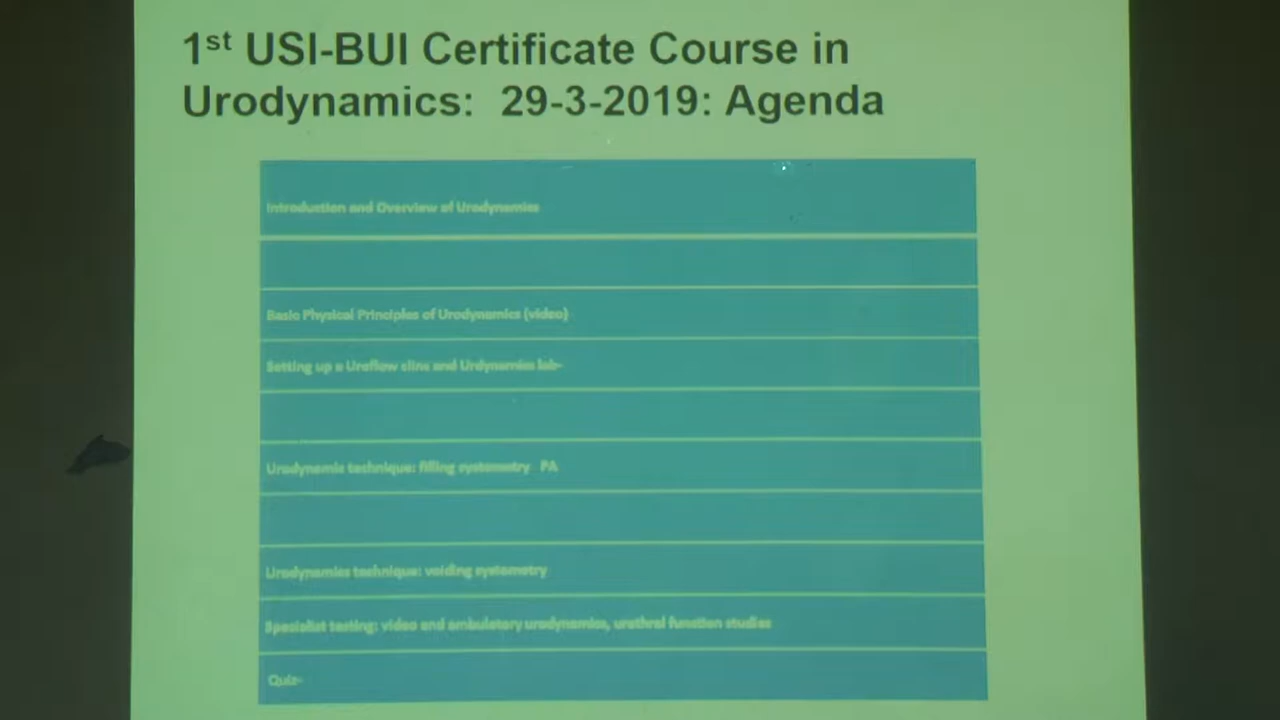 1st USI-BUI Certificate Course in
Urodynamics: 29-3-2019: Agenda
Introduction and Overview of Urodynamics
Basic Physical Principles of Urodynamics (video)
Setting up a Uroflow clinc and Urdynamics lab-
Urodynamic technique: filling cystometry PA
Urodynamics technique: voiding cystometry
Specialist testing: video and ambulatory urodynamics, urethral function studies
Quiz-